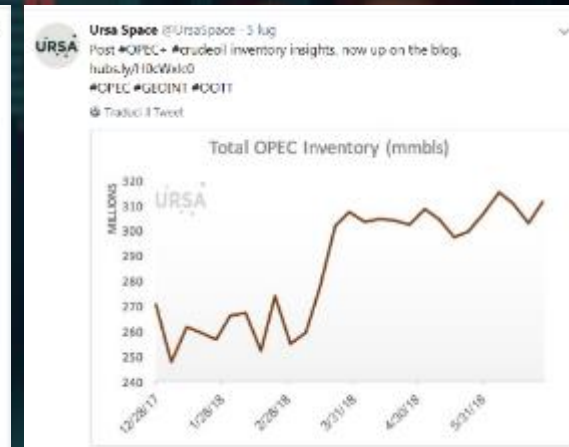 Ursa Space @UrsaSpace · 5 lug
URSA
Post #OPEC+ #crudeoil inventory insights, now up on the blog.
#OPEC #GEOINT #OOTT
Traduci il Tweet
Total OPEC Inventory (mmbls)
URSA
MILLIONS
320
310
300
290
280
270
260
250
240
12/28/17
1/28/18
2/28/18
3/31/18
4/30/18
5/31/18